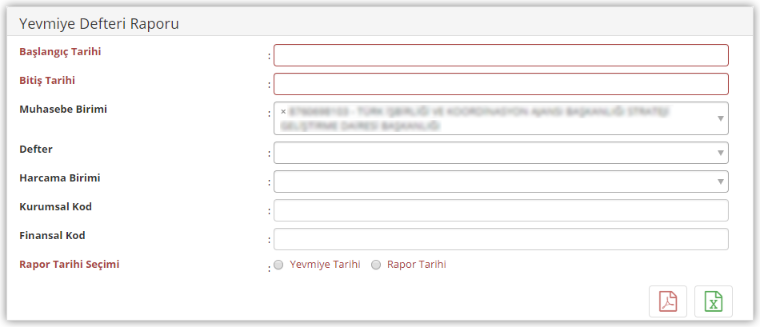 Yevmiye Defteri Raporu
Başlangıç Tarihi :
Bitiş Tarihi :
Muhasebe Birimi : × - TÜRK İŞBİRLİĞİ VE KOORDİNASYON AJANSI BAŞKANLIĞI STRATEJİ
GELİŞTİRME DAİRESİ BAŞKANLIĞI
Defter :
Harcama Birimi :
Kurumsal Kod :
Finansal Kod :
Rapor Tarihi Seçimi : Yevmiye Tarihi Rapor Tarihi